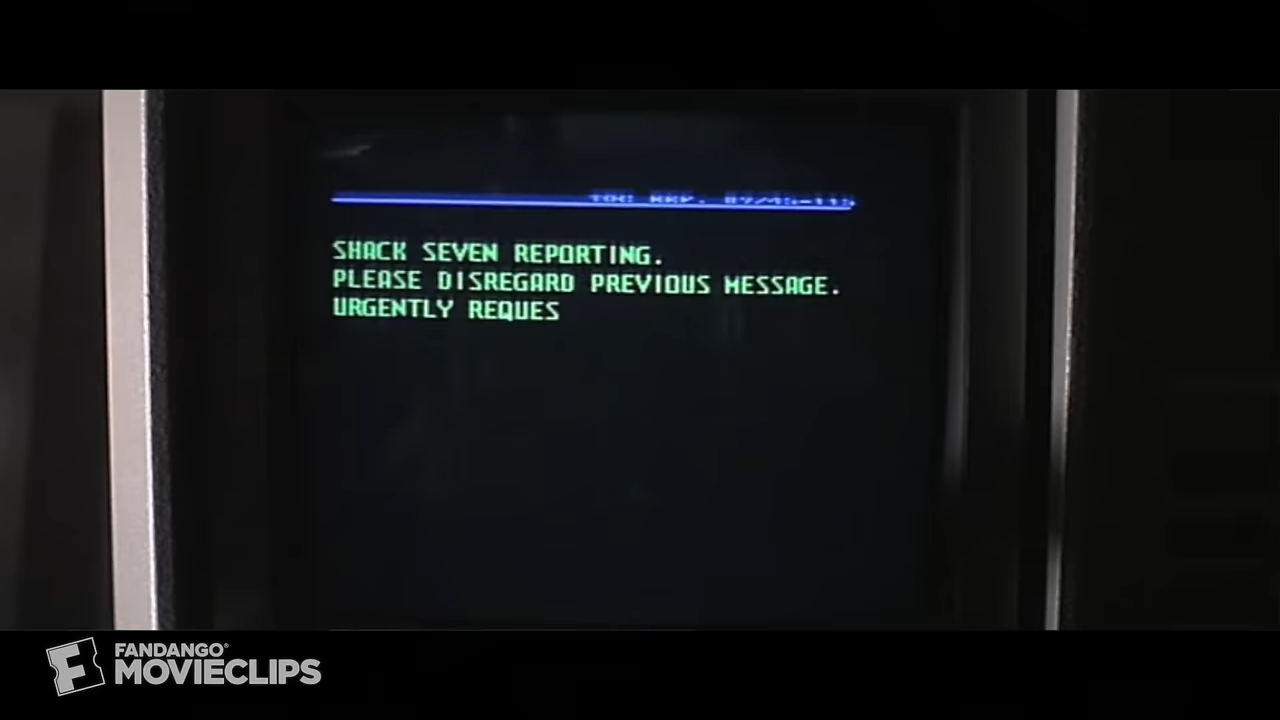 SHACK SEVEN REPORTING.
PLEASE DISREGARD PREVIOUS MESSAGE.
URGENTLY REQUES
FANDANGO®
MOVIECLIPS